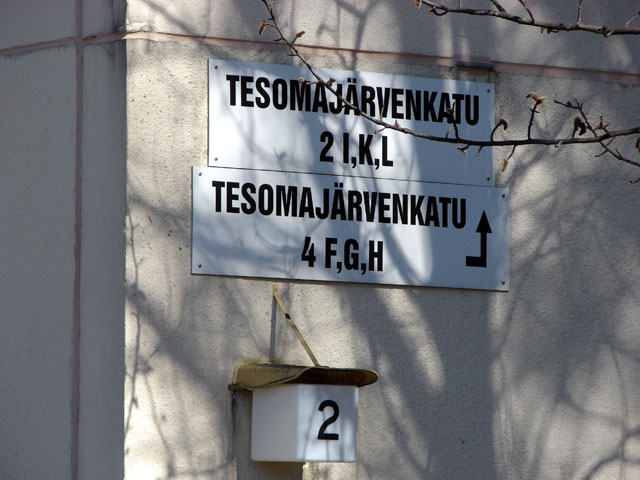 TESOMAJÄRVENKATU
2 I,K,L
TESOMAJÄRVENKATU
4 F,G,H
2